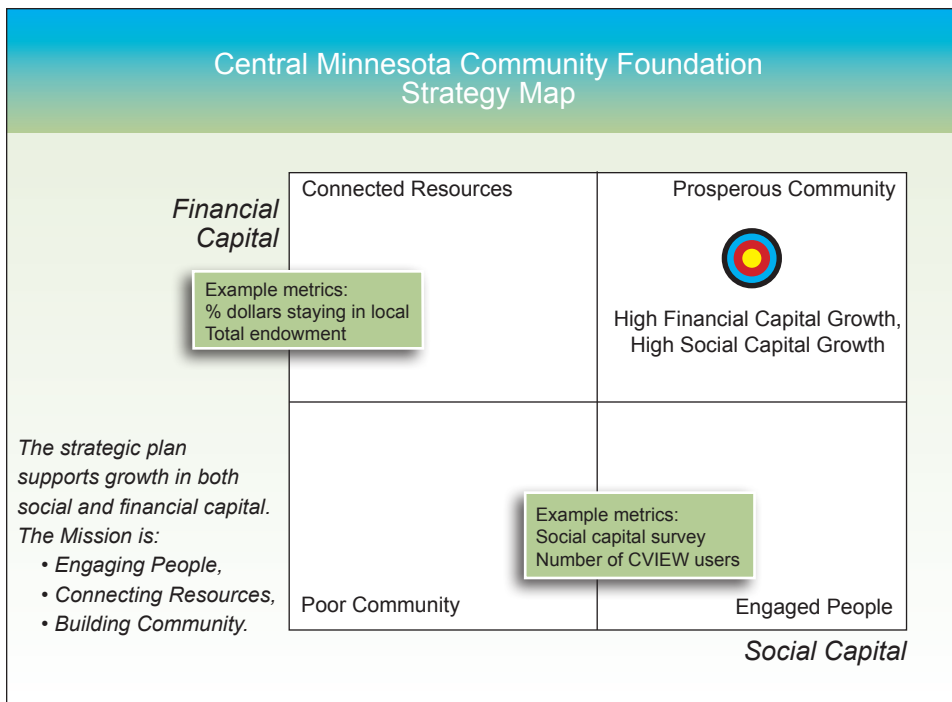 Central Minnesota Community Foundation
Strategy Map
Financial
Capital
Connected Resources
Prosperous Community
Example metrics:
% dollars staying in local
Total endowment
High Financial Capital Growth,
High Social Capital Growth
The strategic plan
supports growth in both
social and financial capital.
The Mission is:
• Engaging People,
• Connecting Resources,
• Building Community.
Example metrics:
Social capital survey
Number of CVIEW users
Poor Community
Engaged People
Social Capital